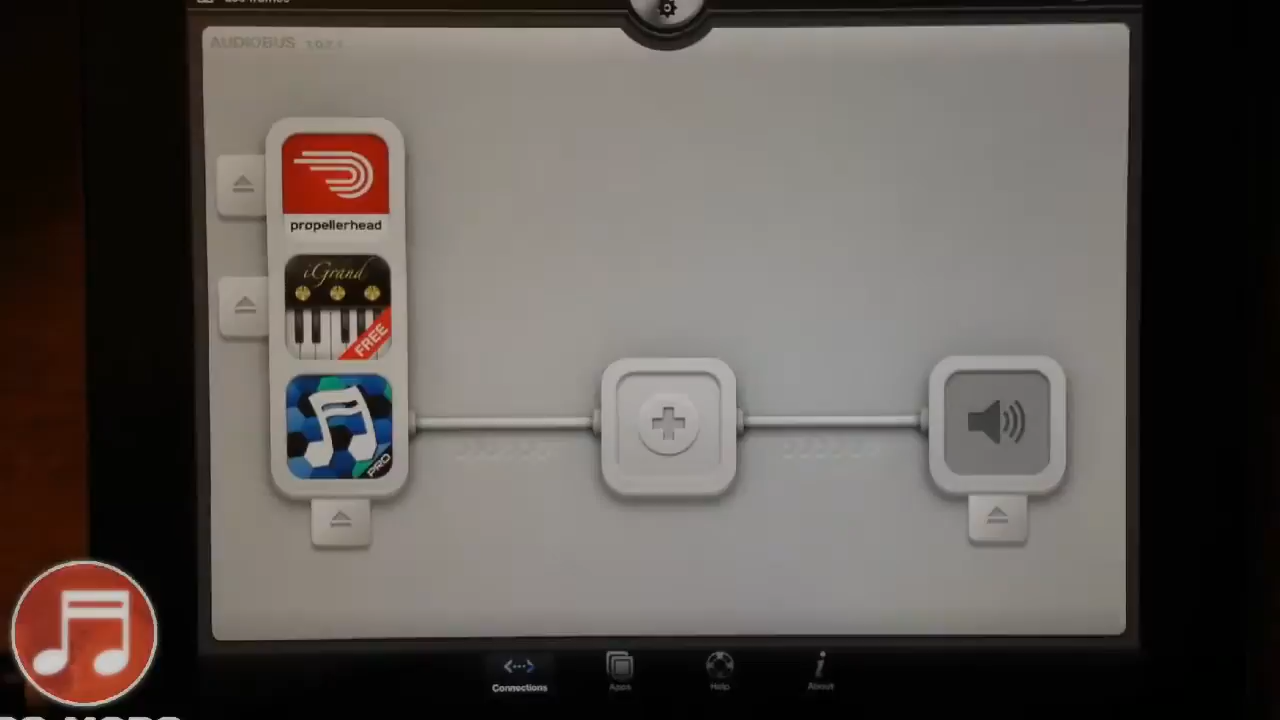 AUDIOBUS
propellerhead
iGrand
FREE
PRO
Connections
Apps
Help
About